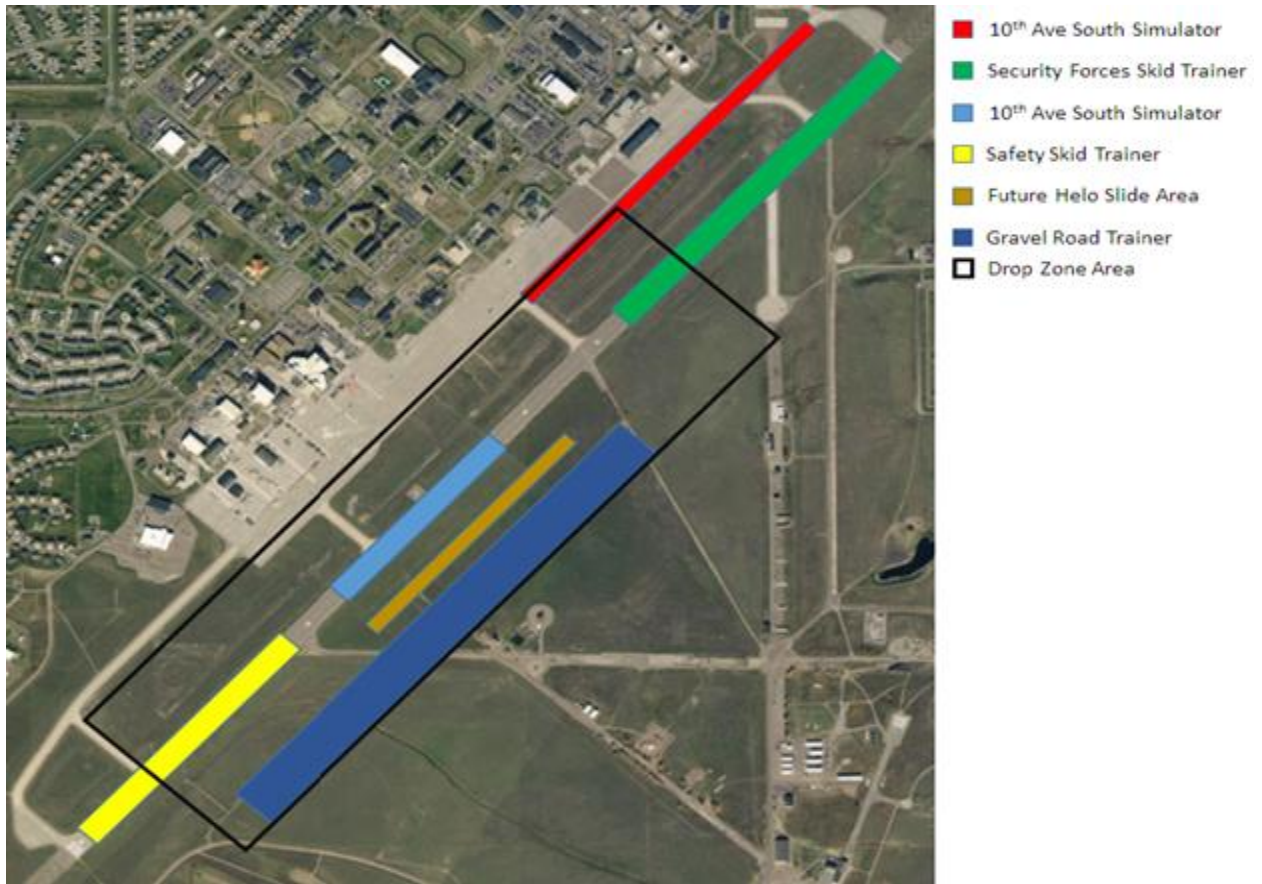 10th Ave South Simulator
Security Forces Skid Trainer
10th Ave South Simulator
Safety Skid Trainer
Future Helo Slide Area
Gravel Road Trainer
Drop Zone Area